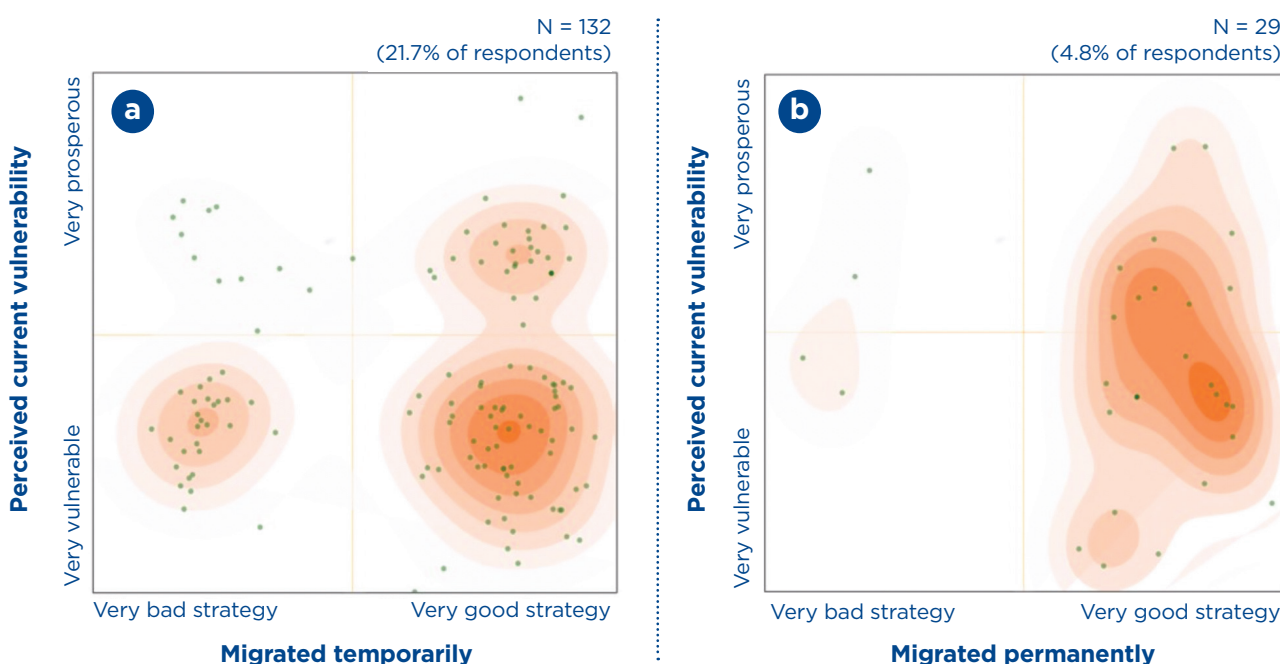 N = 132
(21.7% of respondents)
a
Perceived current vulnerability
Very prosperous
Very vulnerable
Very bad strategy
Very good strategy
Migrated temporarily
N = 29
(4.8% of respondents)
b
Perceived current vulnerability
Very prosperous
Very vulnerable
Very bad strategy
Very good strategy
Migrated permanently